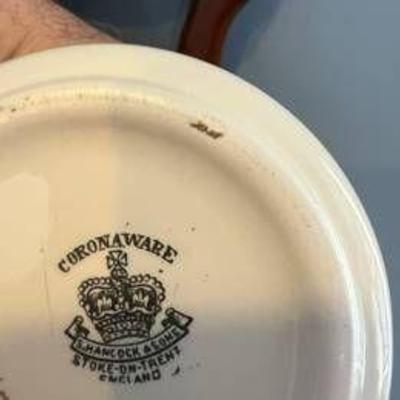 CORONAWARE
S. HANCOCK & SONS
STOKE-ON-TRENT
ENGLAND